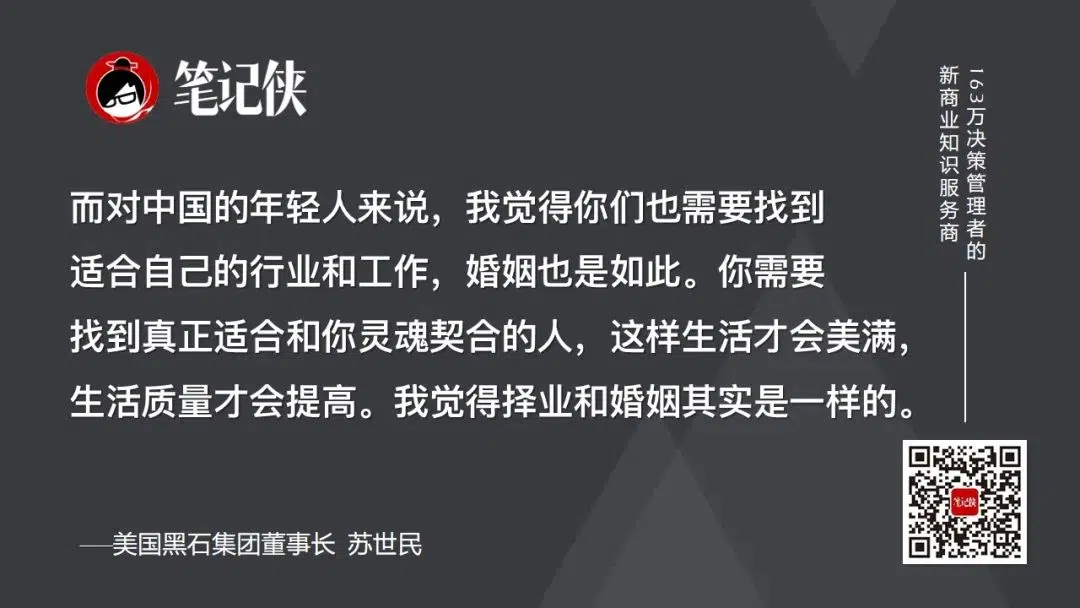 笔记侠
163万决策管理者的
新商业知识服务商
而对中国的年轻人来说，我觉得你们也需要找到
适合自己的行业和工作，婚姻也是如此。你需要
找到真正适合和你灵魂契合的人，这样生活才会美满，
生活质量才会提高。我觉得择业和婚姻其实是一样的。
——美国黑石集团董事长 苏世民
笔记侠